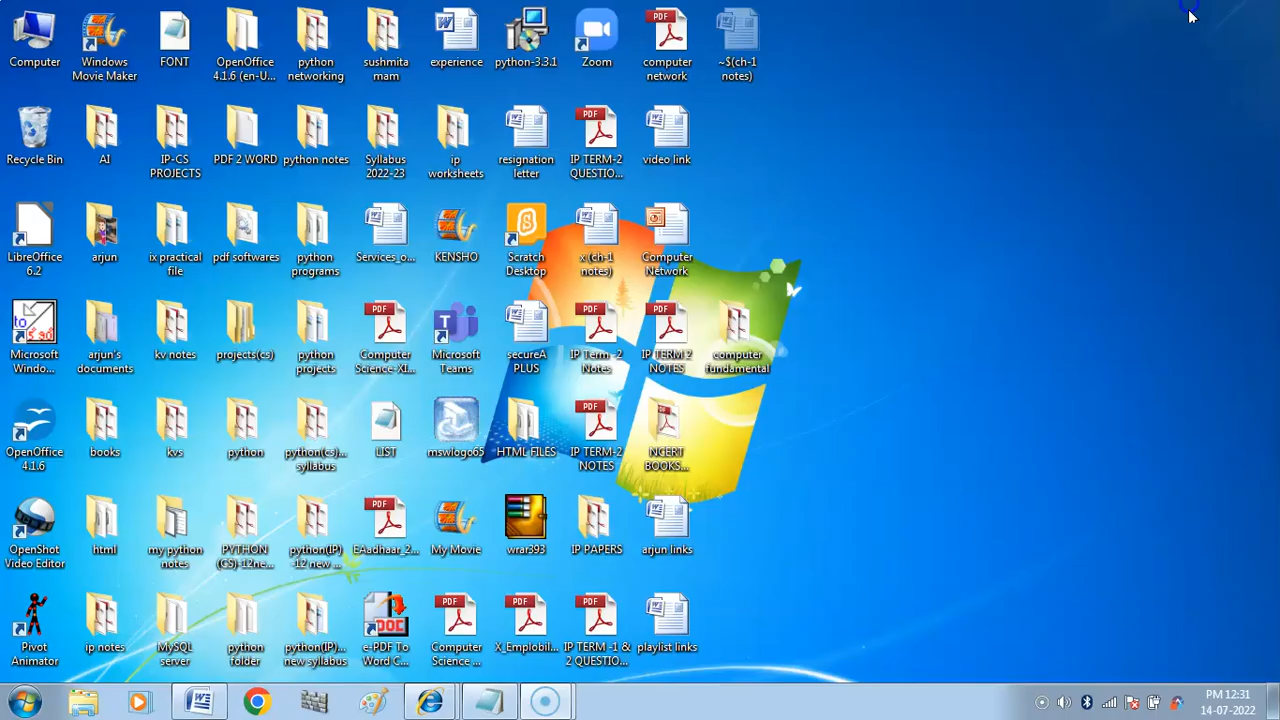 Computer
Windows
Movie Maker
FONT
OpenOffice
4.1.6 (en-U...
python
networking
sushmita
mam
experience
python-3.3.1
Zoom
computer
network
~$(ch-1
notes)
Recycle Bin
AI
IP-CS
PROJECTS
PDF 2 WORD
python notes
Syllabus
2022-23
ip
worksheets
resignation
letter
IP TERM-2
QUESTIO...
video link
LibreOffice
6.2
arjun
ix practical
file
pdf softwares
python
programs
Services_o...
KENSHO
Scratch
Desktop
x (ch-1
notes)
Computer
Network
Microsoft
Windo...
arjun's
documents
kv notes
projects(cs)
python
projects
Computer
Science-XI...
Microsoft
Teams
secureA
PLUS
IP Term -2
Notes
IP TERM 2
NOTES
computer
fundamental
OpenOffice
4.1.6
books
kvs
python
python(cs)...
syllabus
LIST
mswlogo65
HTML FILES
IP TERM-2
NOTES
NCERT
BOOKS...
OpenShot
Video Editor
html
my python
notes
PYTHON
(CS)-12ne...
python(IP)
-12 new ...
EAadhaar_2...
My Movie
wrar393
IP PAPERS
arjun links
Pivot
Animator
ip notes
MySQL
server
python
folder
python(IP)...
new syllabus
e-PDF To
Word C...
Computer
Science ...
X_Emplobil...
IP TERM -1 &
2 QUESTIO...
playlist links
PM 12:31
14-07-2022